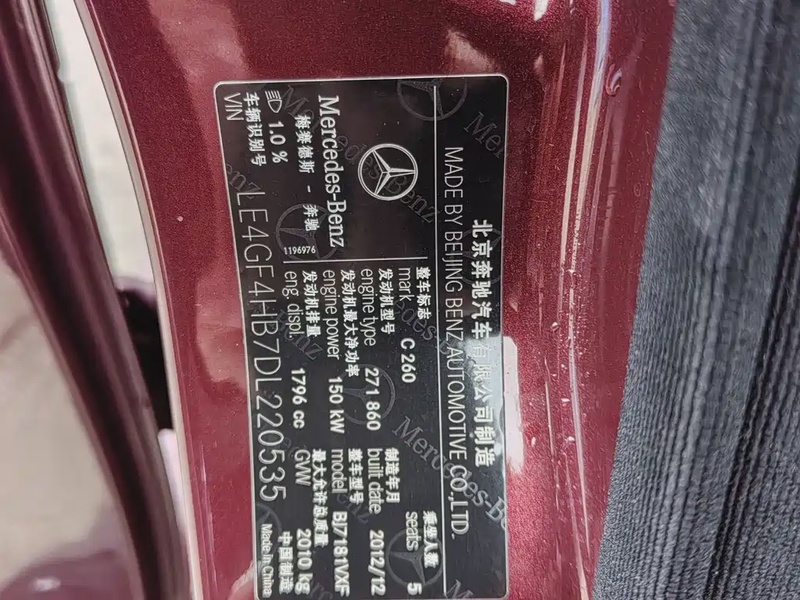 北京奔驰汽车有限公司制造
MADE BY BEIJING BENZ AUTOMOTIVE CO.,LTD.
整车标志
mark C 260
乘坐人数
seats 5
发动机型号
engine type 271 860
制造年月
built date 2012/12
Mercedes-Benz
发动机最大净功率
engine power 150 kW
整车型号
model BJ7181VXF
梅赛德斯 - 奔驰
1196976
发动机排量
eng. displ. 1796 cc
最大允许总质量
GVW 2010 kg
1.0 %
车辆识别号
VIN LE4GF4HB7DL220535
中国制造
Made in China